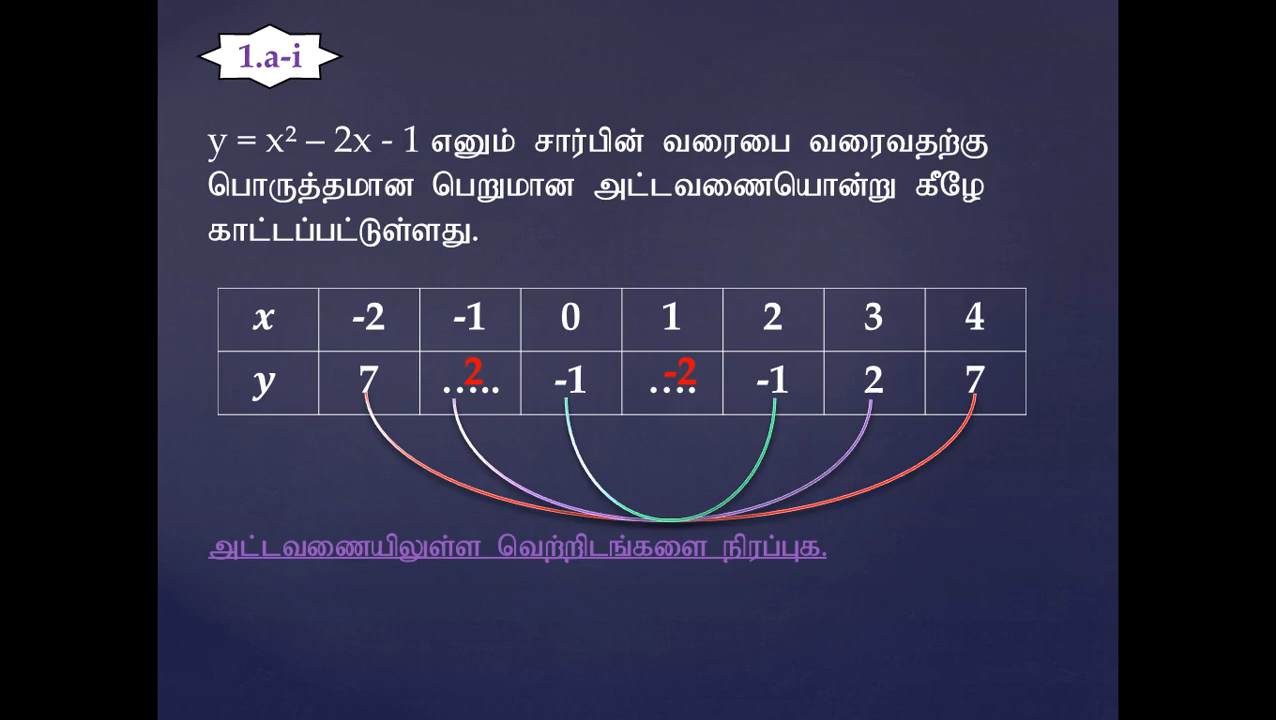 1.a-i
y = x² – 2x - 1 எனும் சார்பின் வரைபை வரைவதற்கு
பொருத்தமான பெறுமான அட்டவணையொன்று கீழே
காட்டப்பட்டுள்ளது.
x -2 -1 0 1 2 3 4
y 7 ..... 2 -1 .... -2 -1 2 7
அட்டவணையிலுள்ள வெற்றிடங்களை நிரப்புக.